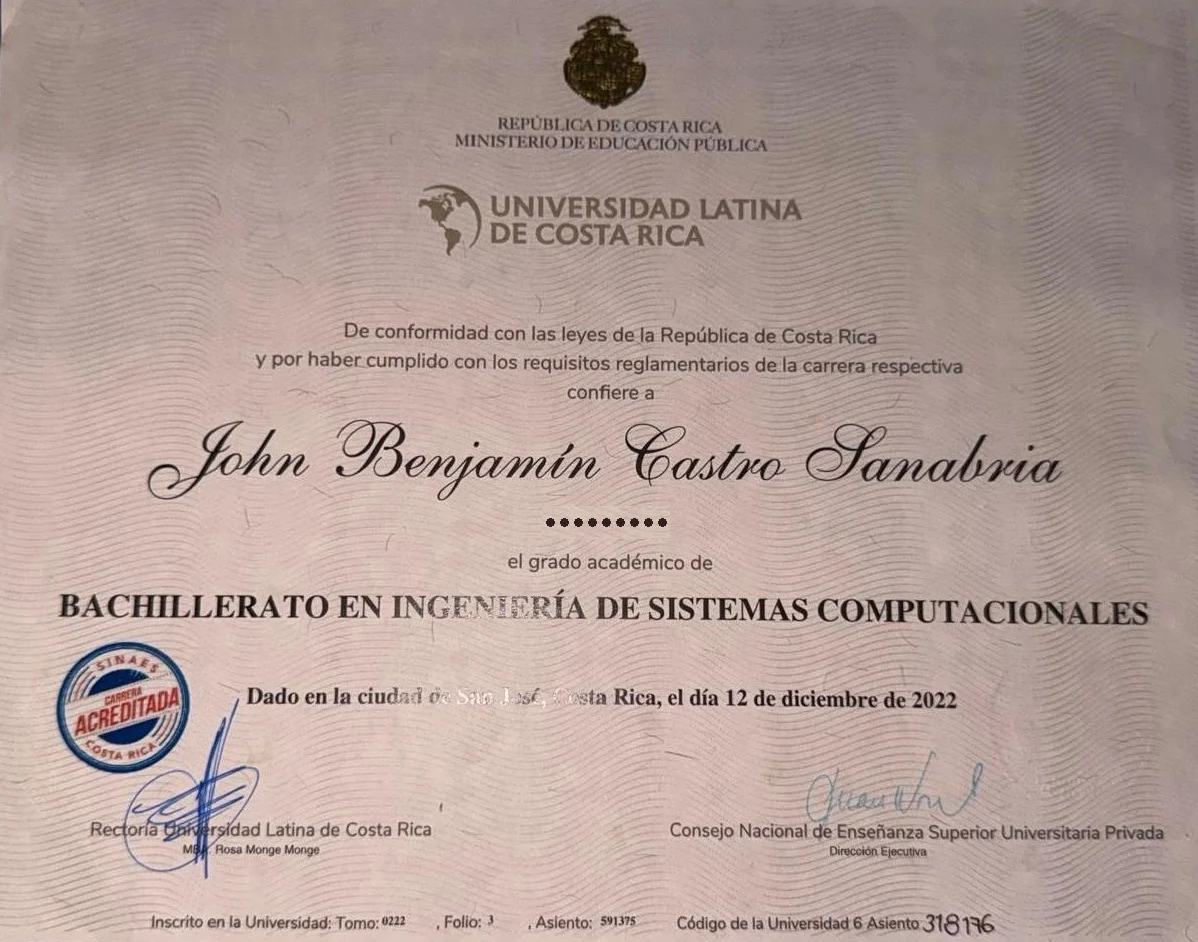 REPÚBLICA DE COSTA RICA
MINISTERIO DE EDUCACIÓN PÚBLICA
UNIVERSIDAD LATINA
DE COSTA RICA
De conformidad con las leyes de la República de Costa Rica
y por haber cumplido con los requisitos reglamentarios de la carrera respectiva
confiere a
John Benjamín Castro Sanabria
•••••••••
el grado académico de
BACHILLERATO EN INGENIERÍA DE SISTEMAS COMPUTACIONALES
SINAES
CARRERA
ACREDITADA
COSTA RICA
Dado en la ciudad de San José, Costa Rica, el día 12 de diciembre de 2022
Rectoría Universidad Latina de Costa Rica
MBA. Rosa Monge Monge
Consejo Nacional de Enseñanza Superior Universitaria Privada
Dirección Ejecutiva
Inscrito en la Universidad: Tomo: 0222 , Folio: 3 , Asiento: 591375 Código de la Universidad 6 Asiento 318176